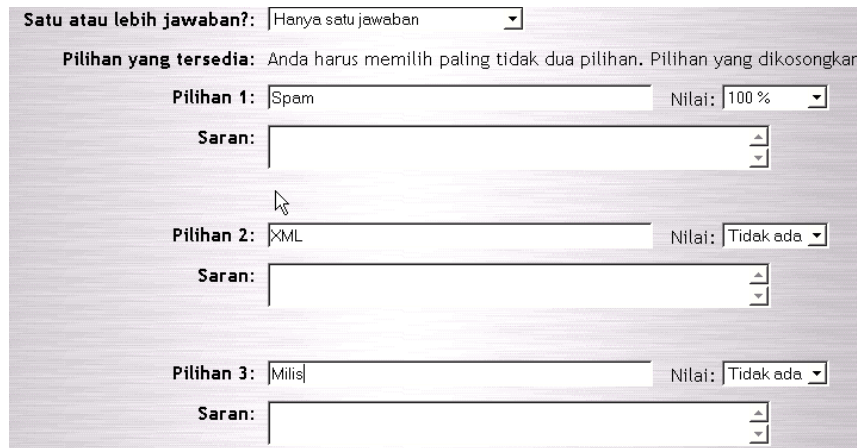 Satu atau lebih jawaban?: Hanya satu jawaban
Pilihan yang tersedia: Anda harus memilih paling tidak dua pilihan. Pilihan yang dikosongkan
Pilihan 1: Spam Nilai: 100 %
Saran:
Pilihan 2: XML Nilai: Tidak ada
Saran:
Pilihan 3: Milis Nilai: Tidak ada
Saran: